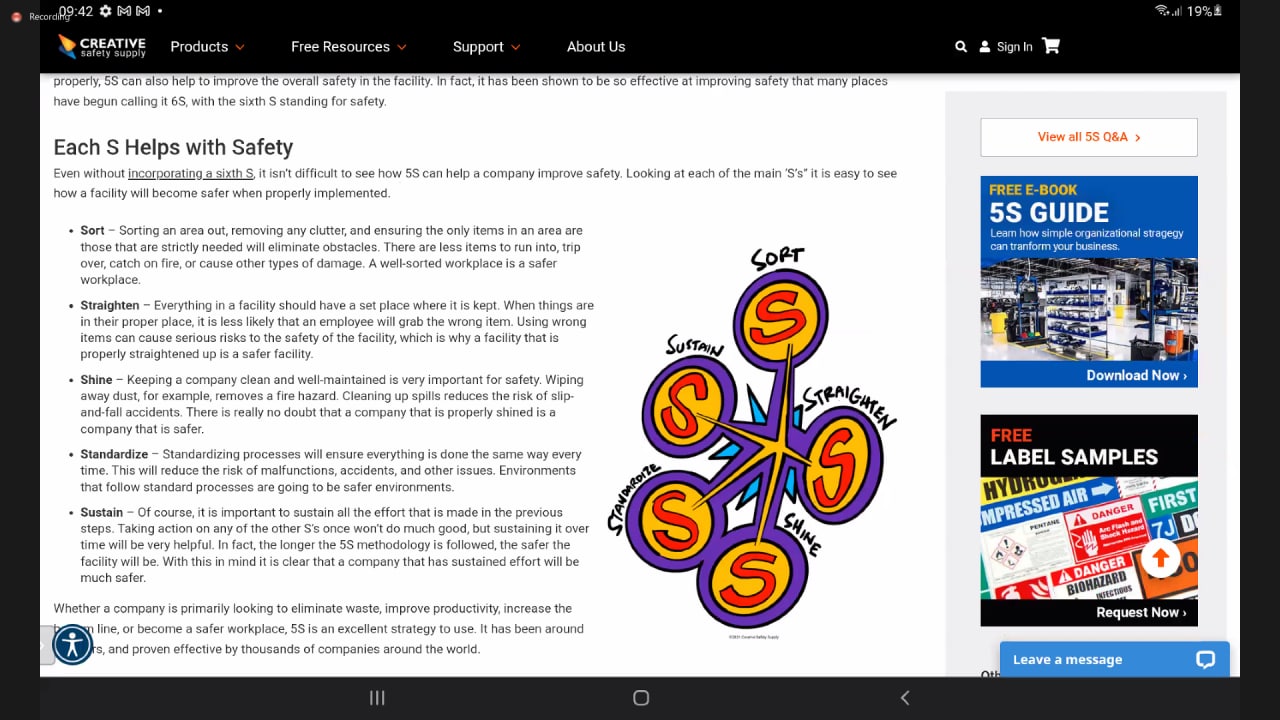 09:42
Recording
19%
CREATIVE
safety supply
Products
Free Resources
Support
About Us
Sign In
properly, 5S can also help to improve the overall safety in the facility. In fact, it has been shown to be so effective at improving safety that many places
have begun calling it 6S, with the sixth S standing for safety.
Each S Helps with Safety
Even without incorporating a sixth S, it isn't difficult to see how 5S can help a company improve safety. Looking at each of the main 'S's" it is easy to see
how a facility will become safer when properly implemented.
• Sort – Sorting an area out, removing any clutter, and ensuring the only items in an area are
those that are strictly needed will eliminate obstacles. There are less items to run into, trip
over, catch on fire, or cause other types of damage. A well-sorted workplace is a safer
workplace.
• Straighten – Everything in a facility should have a set place where it is kept. When things are
in their proper place, it is less likely that an employee will grab the wrong item. Using wrong
items can cause serious risks to the safety of the facility, which is why a facility that is
properly straightened up is a safer facility.
• Shine – Keeping a company clean and well-maintained is very important for safety. Wiping
away dust, for example, removes a fire hazard. Cleaning up spills reduces the risk of slip-
and-fall accidents. There is really no doubt that a company that is properly shined is a
company that is safer.
• Standardize – Standardizing processes will ensure everything is done the same way every
time. This will reduce the risk of malfunctions, accidents, and other issues. Environments
that follow standard processes are going to be safer environments.
• Sustain – Of course, it is important to sustain all the effort that is made in the previous
steps. Taking action on any of the other S's once won't do much good, but sustaining it over
time will be very helpful. In fact, the longer the 5S methodology is followed, the safer the
facility will be. With this in mind it is clear that a company that has sustained effort will be
much safer.
Whether a company is primarily looking to eliminate waste, improve productivity, increase the
line, or become a safer workplace, 5S is an excellent strategy to use. It has been around
and proven effective by thousands of companies around the world.
SORT
S
SUSTAIN
S
STRAIGHTEN
S
STANDARDIZE
S
SHINE
S
©2021 Creative Safety Supply
View all 5S Q&A ›
FREE E-BOOK
5S GUIDE
Learn how simple organizational stragegy
can tranform your business.
Download Now ›
FREE
LABEL SAMPLES
HYDROGEN
MPRESSED AIR
FIRST
PENTANE
DANGER
Arc Flash and
Shock Hazard
DANGER
BIOHAZARD
INFECTIOUS
Request Now ›
Leave a message